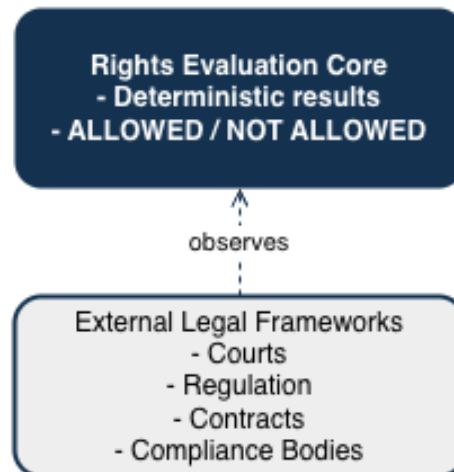 Rights Evaluation Core
- Deterministic results
- ALLOWED / NOT ALLOWED
observes
External Legal Frameworks
- Courts
- Regulation
- Contracts
- Compliance Bodies